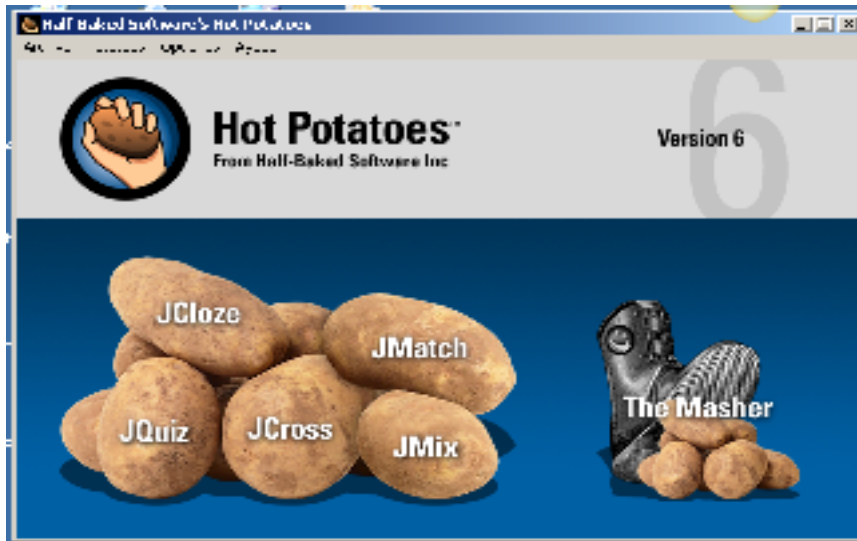 Half-Baked Software's Hot Potatoes
Hot Potatoes™
From Half-Baked Software Inc
Version 6
6
JCloze
JMatch
The Masher
JQuiz
JCross
JMix